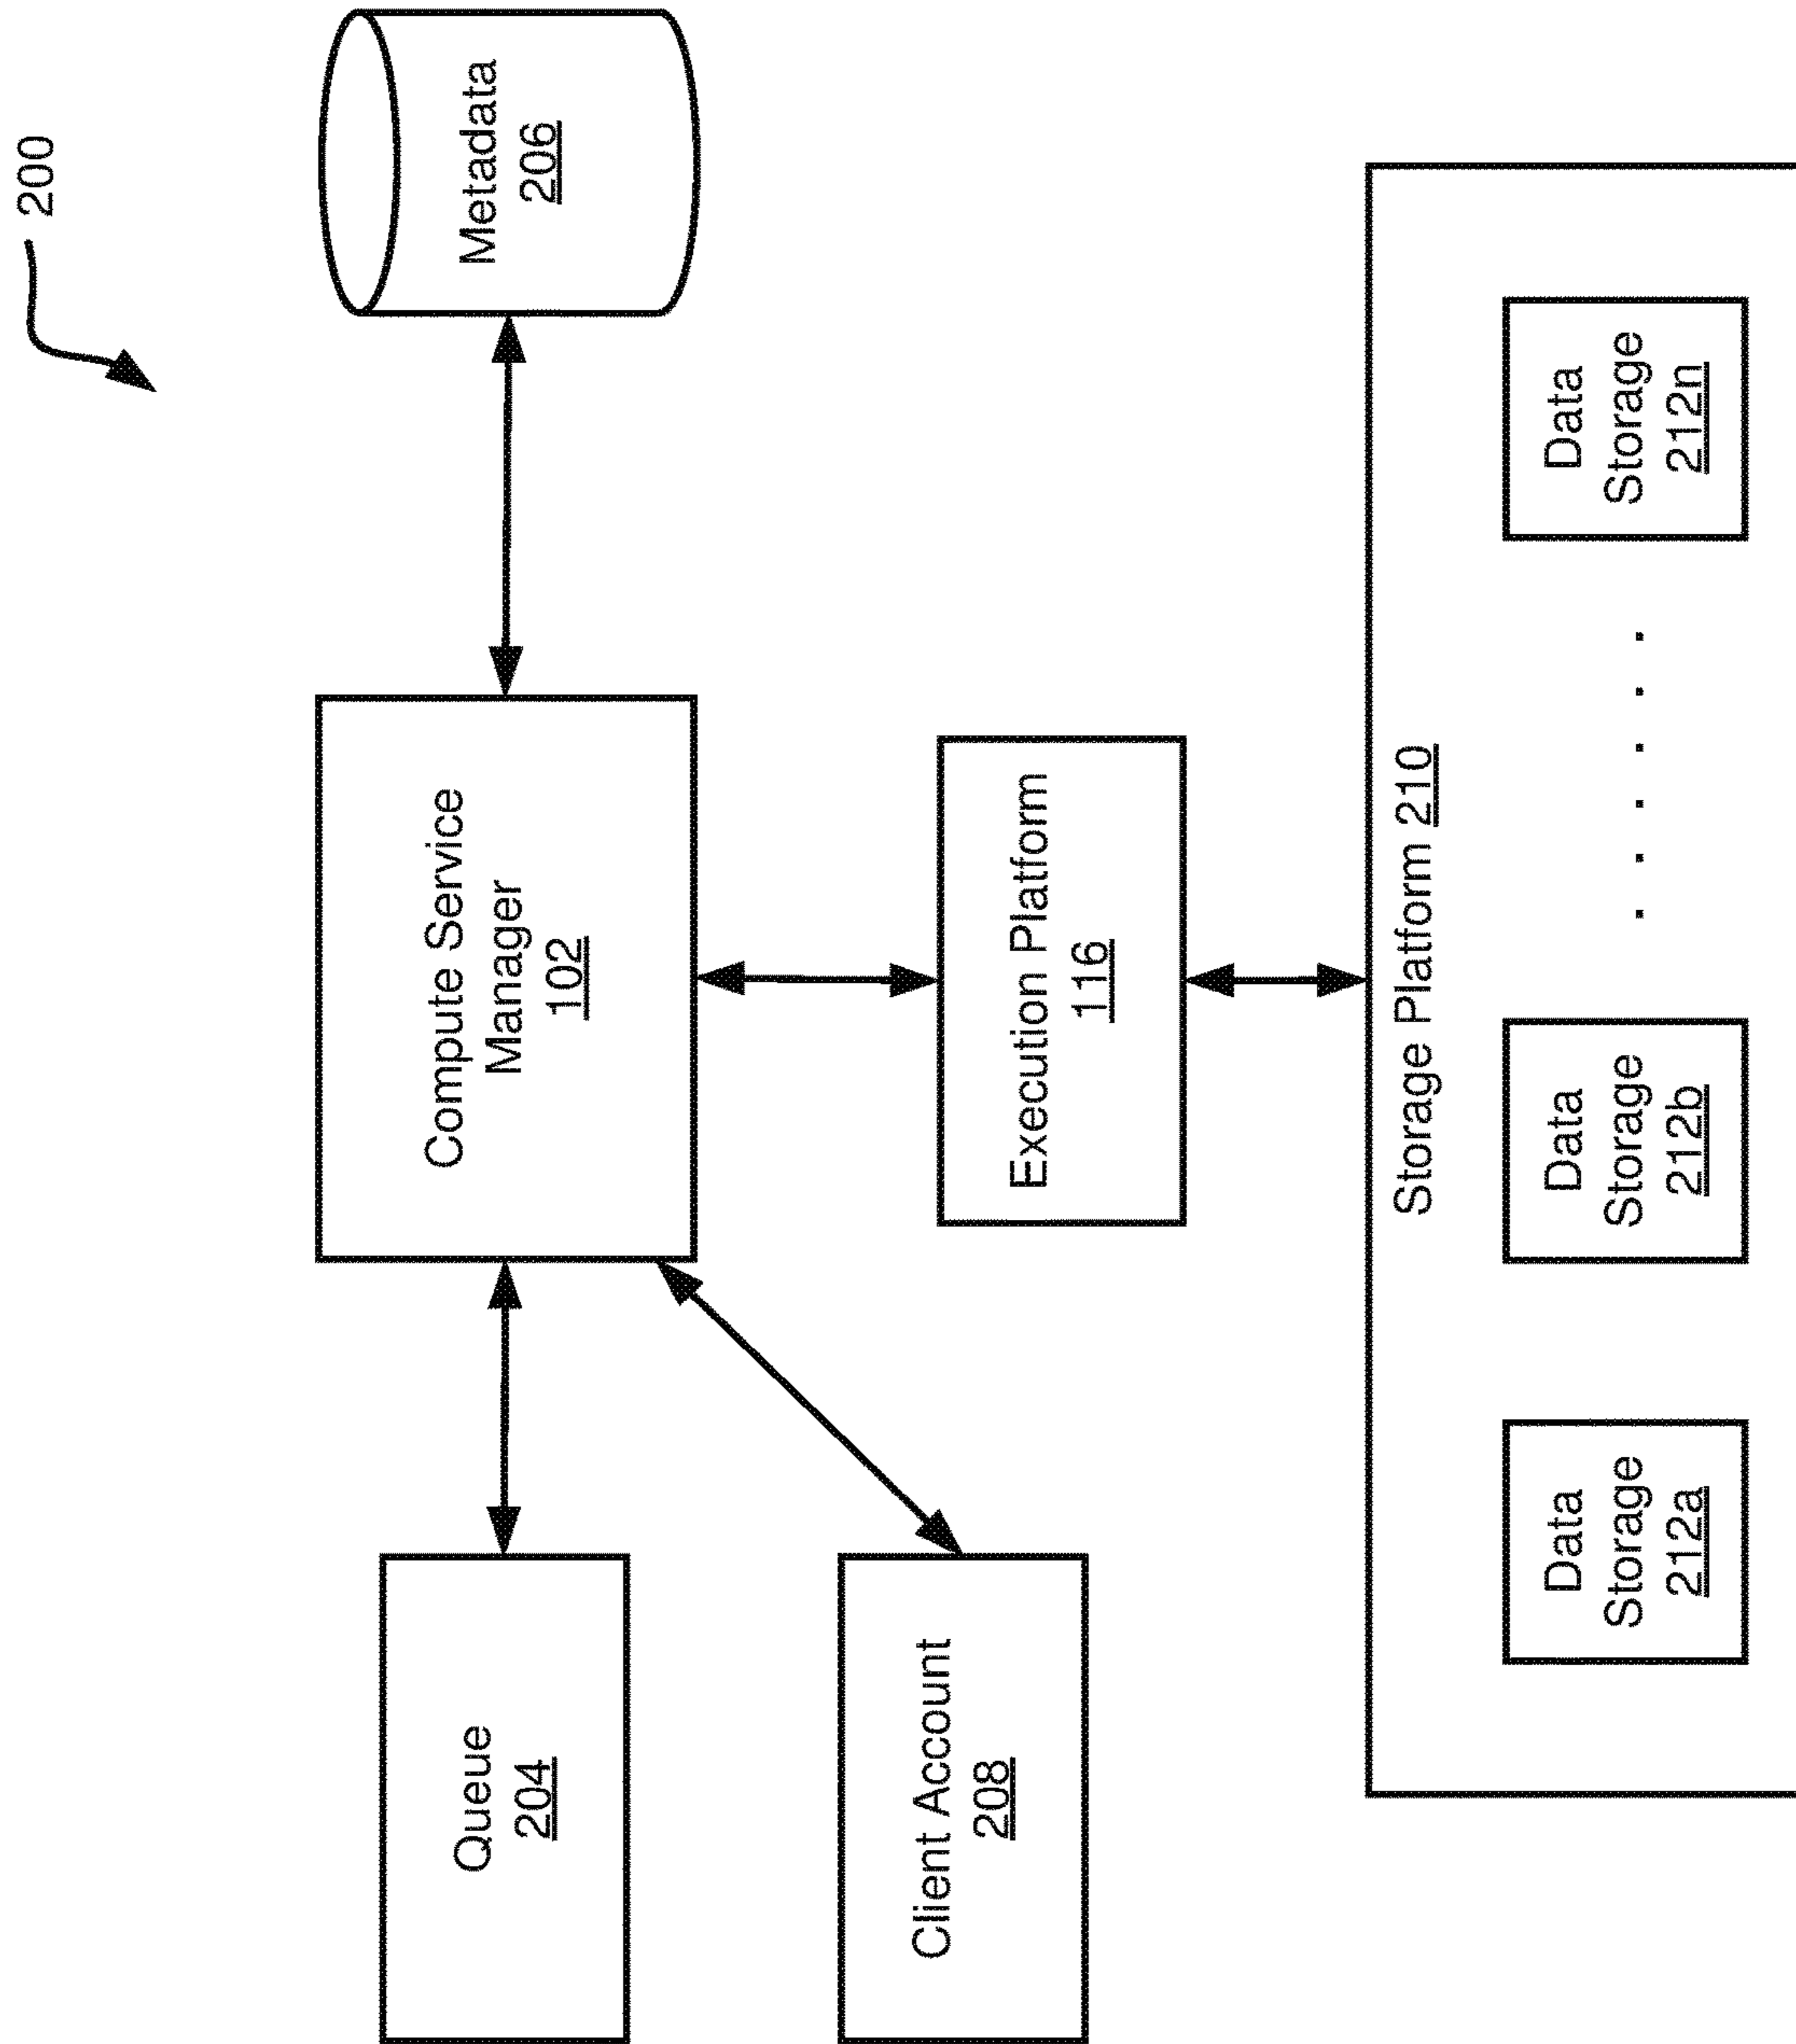 200
Queue
204
Compute Service
Manager
102
Metadata
206
Client Account
208
Execution Platform
116
Storage Platform 210
Data
Storage
212a
Data
Storage
212b
. . . . . .
Data
Storage
212n